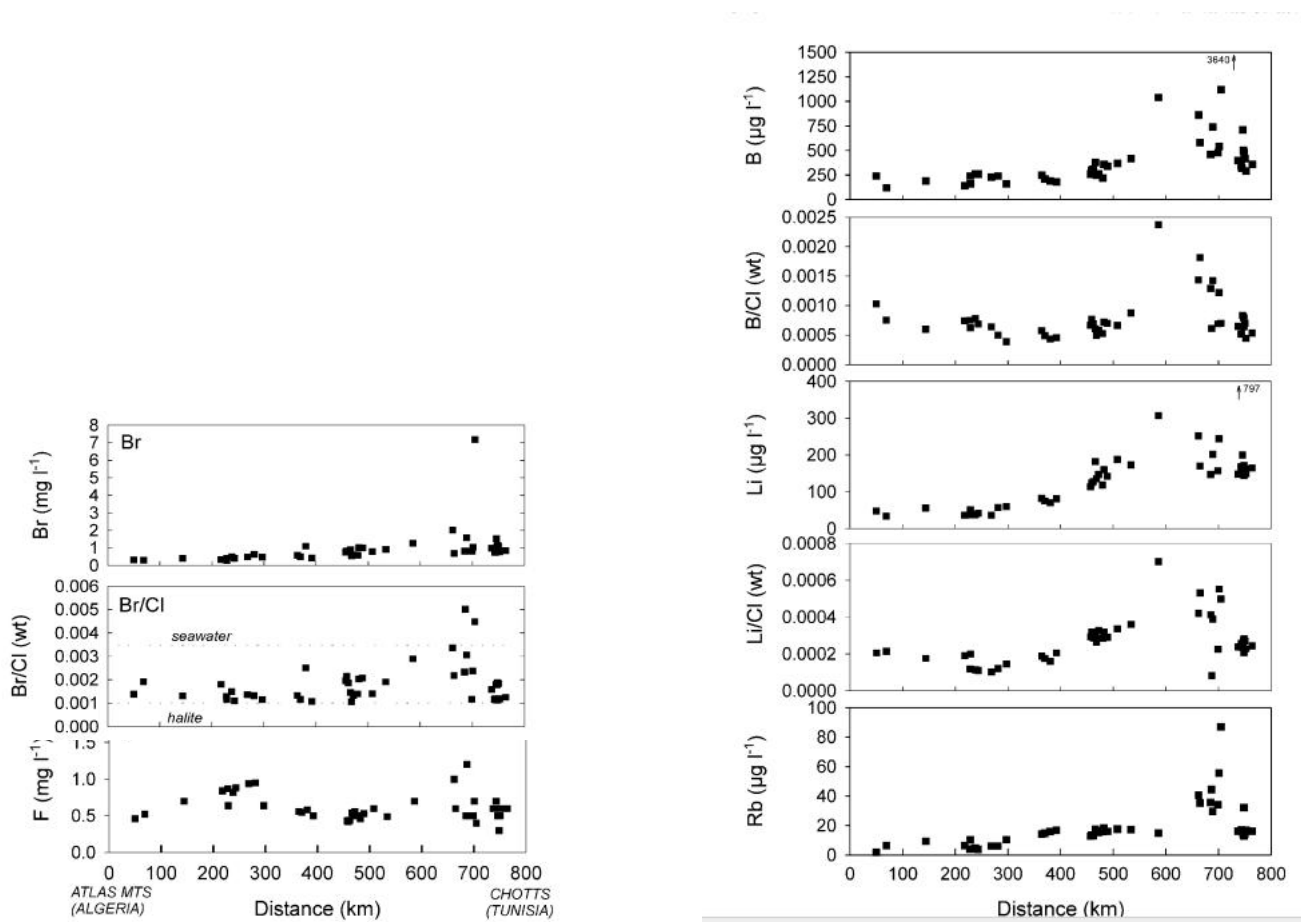 Br
Br (mg l⁻¹)
8
7
6
5
4
3
2
1
0
Br/Cl
Br/Cl (wt)
0.006
0.005
0.004
0.003
0.002
0.001
0.000
seawater
halite
F (mg l⁻¹)
1.5
1.0
0.5
0.0
0 100 200 300 400 500 600 700 800
ATLAS MTS
(ALGERIA)
Distance (km)
CHOTTS
(TUNISIA)
B (µg l⁻¹)
1500
1250
1000
750
500
250
0
3640
B/Cl (wt)
0.0025
0.0020
0.0015
0.0010
0.0005
0.0000
Li (µg l⁻¹)
400
300
200
100
0
797
Li/Cl (wt)
0.0008
0.0006
0.0004
0.0002
0.0000
Rb (µg l⁻¹)
100
80
60
40
20
0
0 100 200 300 400 500 600 700 800
Distance (km)